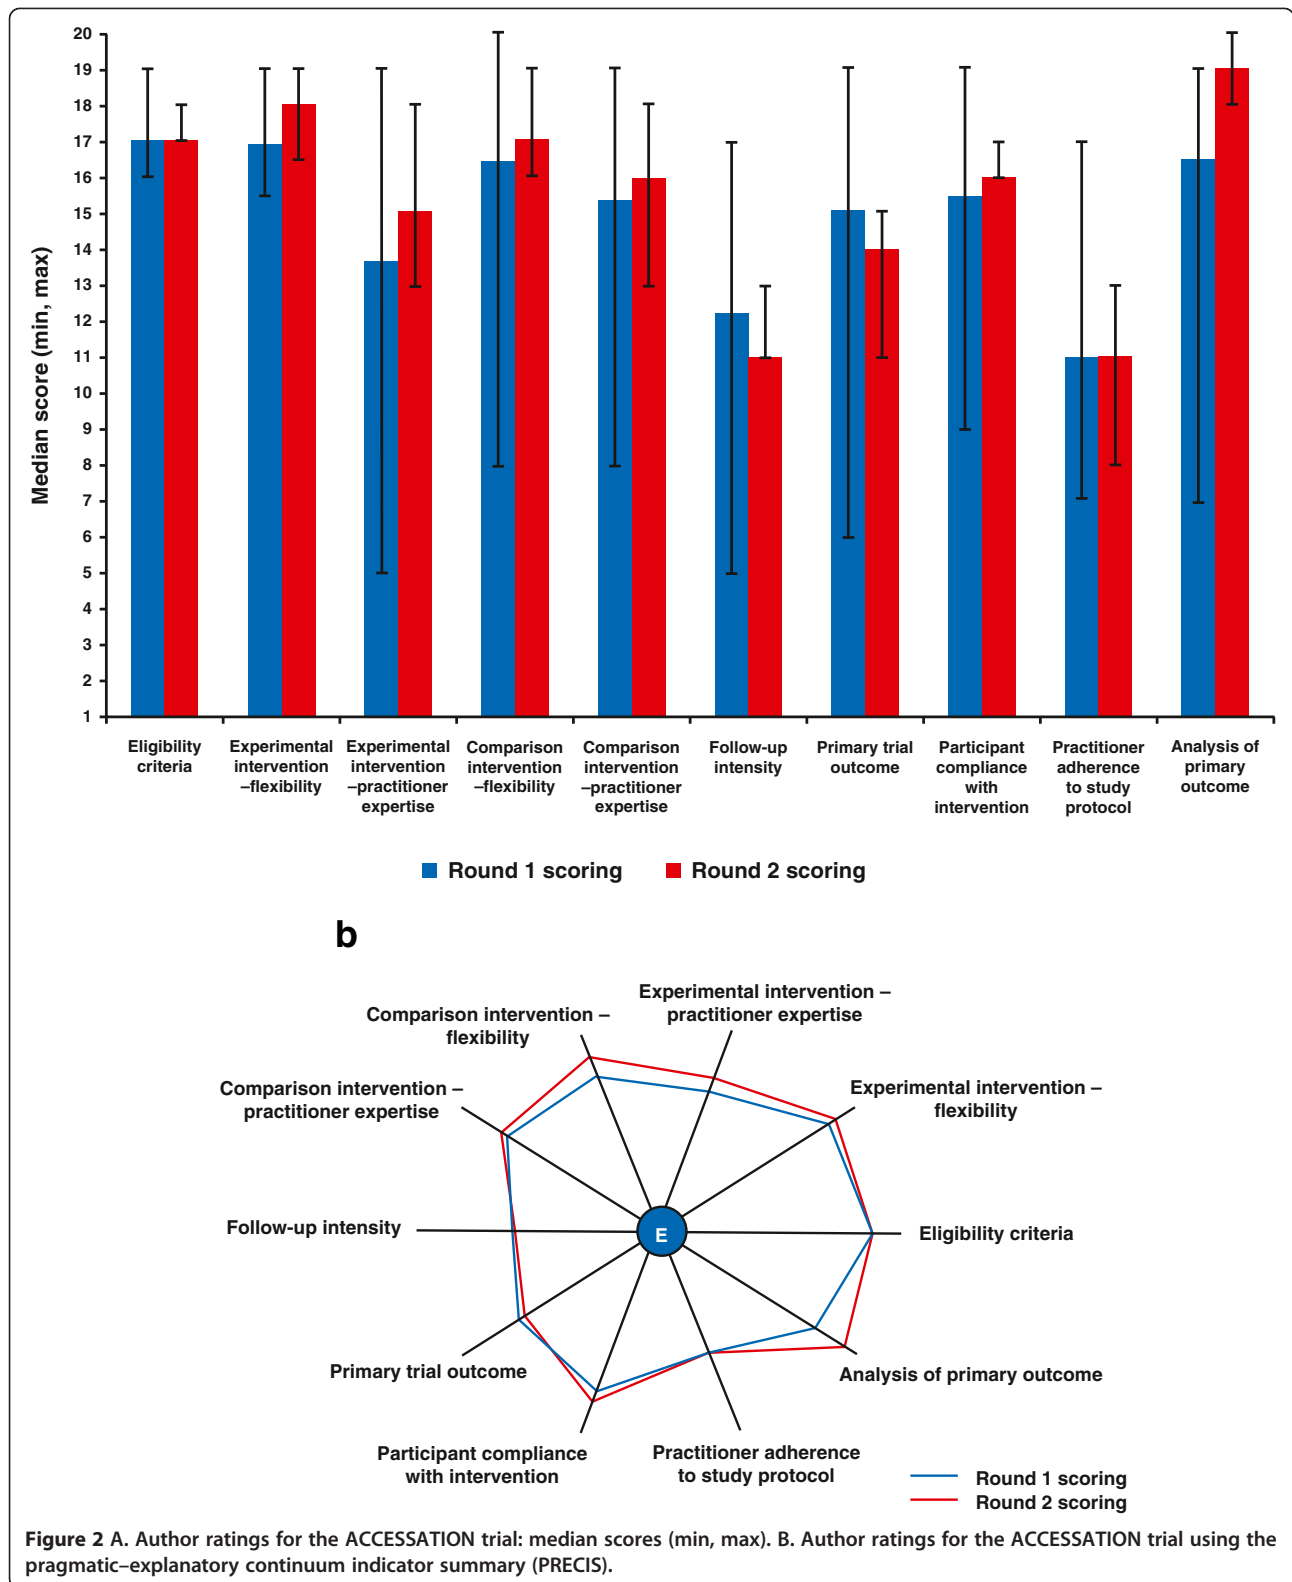 20
19
18
17
16
15
14
13
12
11
10
9
8
7
6
5
4
3
2
1
Median score (min, max)
Eligibility
criteria
Experimental
intervention
–flexibility
Experimental
intervention
–practitioner
expertise
Comparison
intervention
–flexibility
Comparison
intervention
–practitioner
expertise
Follow-up
intensity
Primary trial
outcome
Participant
compliance
with
intervention
Practitioner
adherence
to study
protocol
Analysis of
primary
outcome
Round 1 scoring
Round 2 scoring
b
Experimental intervention –
practitioner expertise
Comparison intervention –
flexibility
Experimental intervention –
flexibility
Comparison intervention –
practitioner expertise
Follow-up intensity
E
Eligibility criteria
Primary trial outcome
Analysis of primary outcome
Participant compliance
with intervention
Practitioner adherence
to study protocol
Round 1 scoring
Round 2 scoring
Figure 2 A. Author ratings for the ACCESSATION trial: median scores (min, max). B. Author ratings for the ACCESSATION trial using the
pragmatic–explanatory continuum indicator summary (PRECIS).